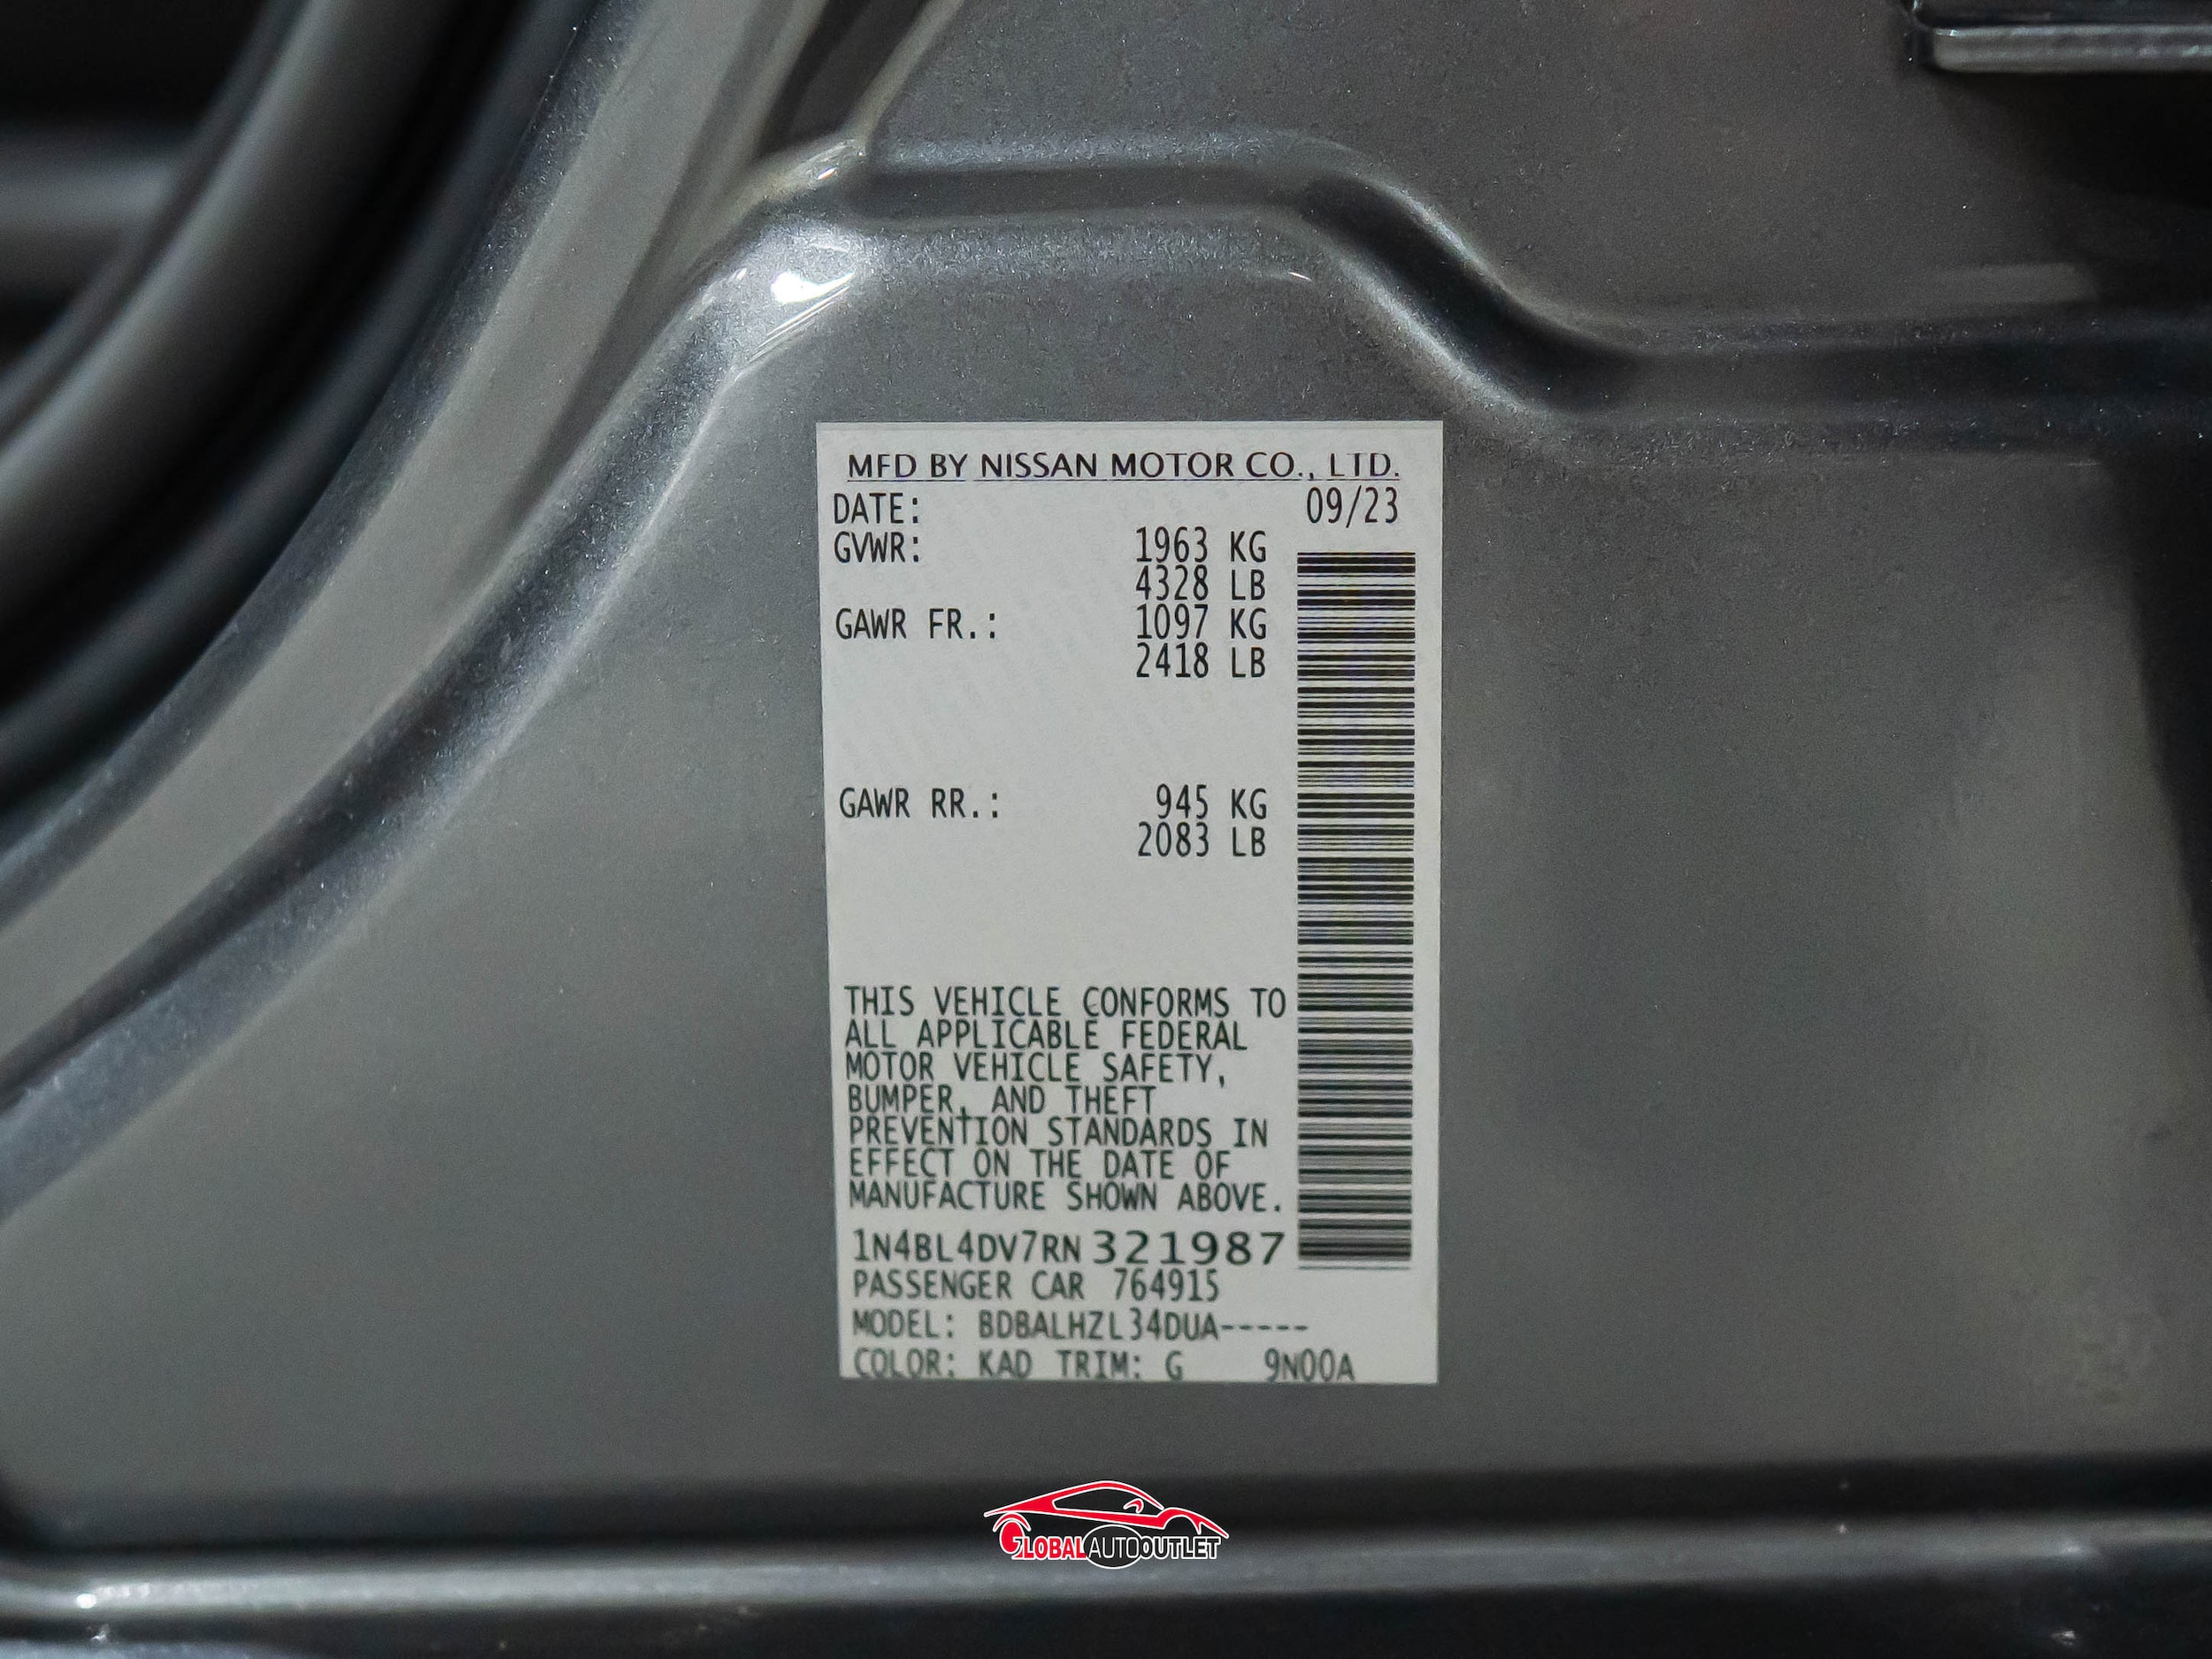 MFD BY NISSAN MOTOR CO., LTD.
DATE: 09/23
GVWR: 1963 KG
4328 LB
GAWR FR.: 1097 KG
2418 LB
GAWR RR.: 945 KG
2083 LB
THIS VEHICLE CONFORMS TO
ALL APPLICABLE FEDERAL
MOTOR VEHICLE SAFETY,
BUMPER, AND THEFT
PREVENTION STANDARDS IN
EFFECT ON THE DATE OF
MANUFACTURE SHOWN ABOVE.
1N4BL4DV7RN321987
PASSENGER CAR 764915
MODEL: BDBALHZL34DUA-----
COLOR: KAD TRIM: G 9N00A
GLOBALAUTOOUTLET